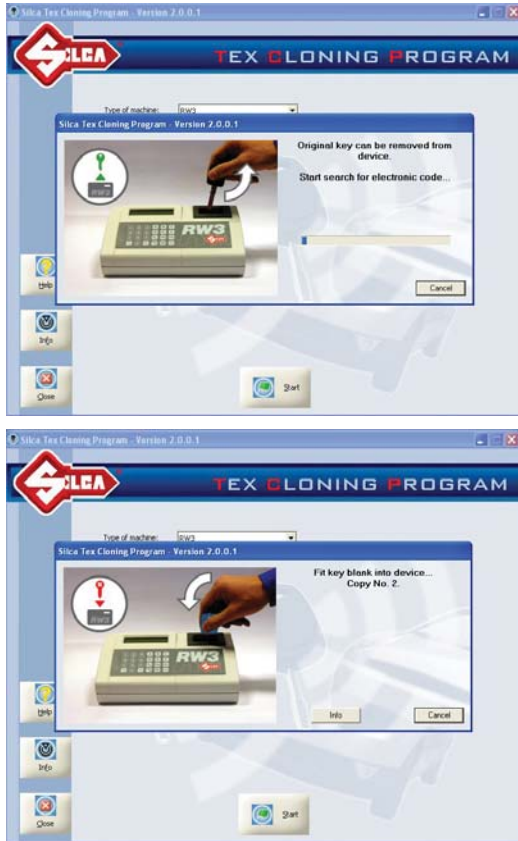 Silca Tex Cloning Program - Version 2.0.0.1
SILCA
TEX CLONING PROGRAM
Type of machine: RW3
Silca Tex Cloning Program - Version 2.0.0.1
Original key can be removed from
device.
Start search for electronic code...
RW3
Cancel
Help
Info
Close
Start
Silca Tex Cloning Program - Version 2.0.0.1
SILCA
TEX CLONING PROGRAM
Type of machine: RW3
Silca Tex Cloning Program - Version 2.0.0.1
Fit key blank into device...
Copy No. 2.
RW3
RW3
Info
Cancel
Help
Info
Close
Start